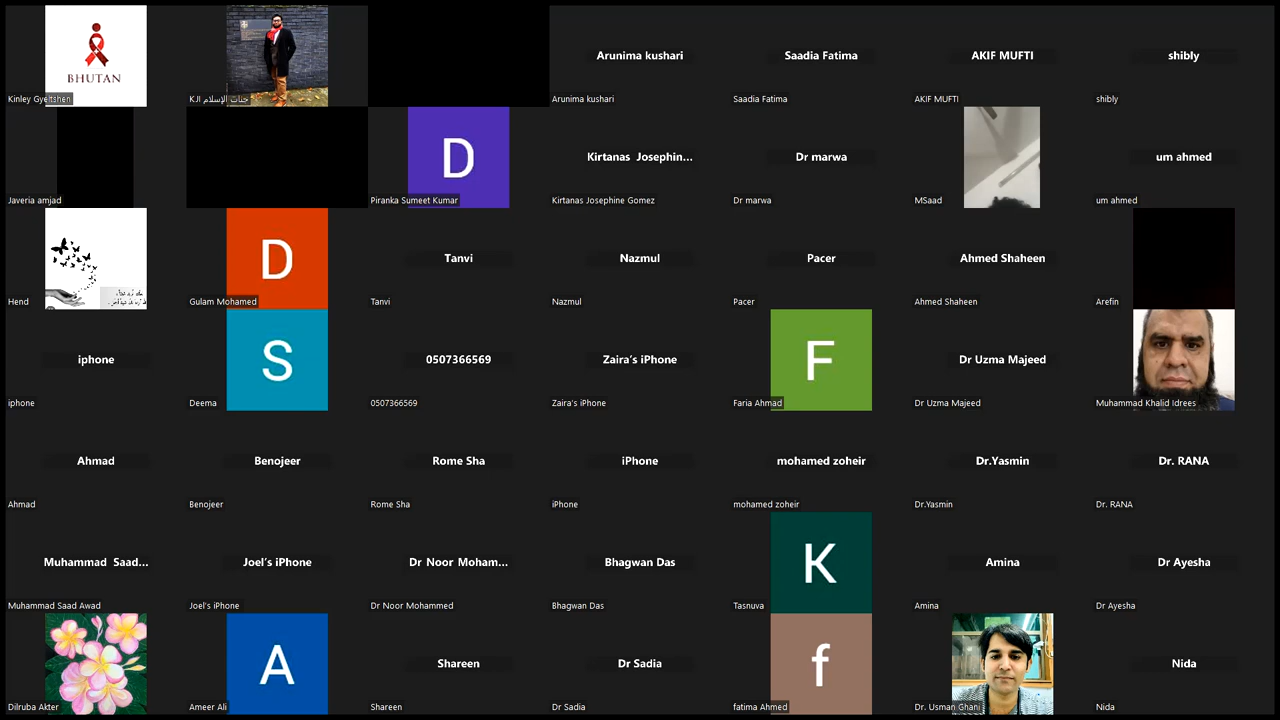 BHUTAN
Kinley Gyeltshen
KJI جنات الإسلام
Arunima kushari
Arunima kushari
Saadia Fatima
Saadia Fatima
AKIF MUFTI
AKIF MUFTI
shibly
shibly
Javeria amjad
D
Piranka Sumeet Kumar
Kirtanas Josephin...
Kirtanas Josephine Gomez
Dr marwa
Dr marwa
MSaad
um ahmed
um ahmed
Hend
D
Gulam Mohamed
Tanvi
Tanvi
Nazmul
Nazmul
Pacer
Pacer
Ahmed Shaheen
Ahmed Shaheen
Arefin
iphone
iphone
S
Deema
0507366569
0507366569
Zaira's iPhone
Zaira's iPhone
F
Faria Ahmad
Dr Uzma Majeed
Dr Uzma Majeed
Muhammad Khalid Idrees
Ahmad
Ahmad
Benojeer
Benojeer
Rome Sha
Rome Sha
iPhone
iPhone
mohamed zoheir
mohamed zoheir
Dr.Yasmin
Dr.Yasmin
Dr. RANA
Dr. RANA
Muhammad Saad...
Muhammad Saad Awad
Joel's iPhone
Joel's iPhone
Dr Noor Moham...
Dr Noor Mohammed
Bhagwan Das
Bhagwan Das
K
Tasnuva
Amina
Amina
Dr Ayesha
Dr Ayesha
Dilruba Akter
A
Ameer Ali
Shareen
Shareen
Dr Sadia
Dr Sadia
f
fatima Ahmed
Dr. Usman Ghani
Nida
Nida